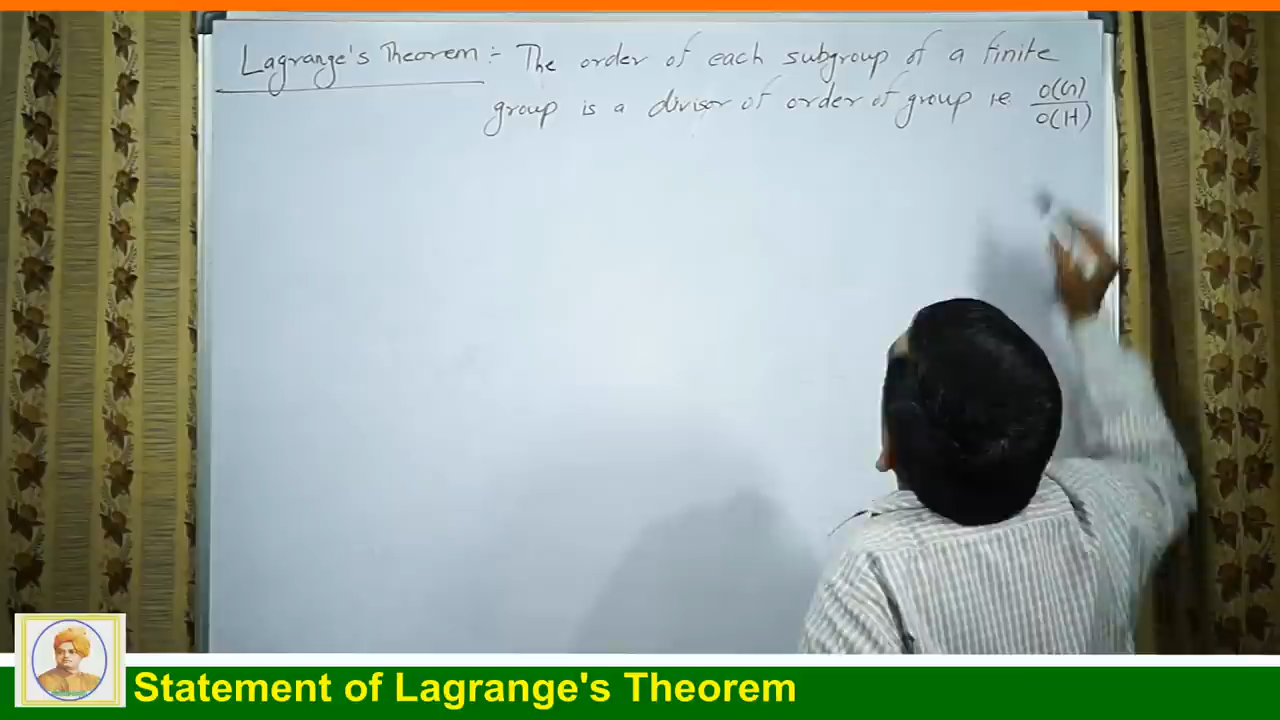 Lagrange's Theorem :- The order of each subgroup of a finite
group is a divisor of order of group ie O(G)/O(H)
Statement of Lagrange's Theorem